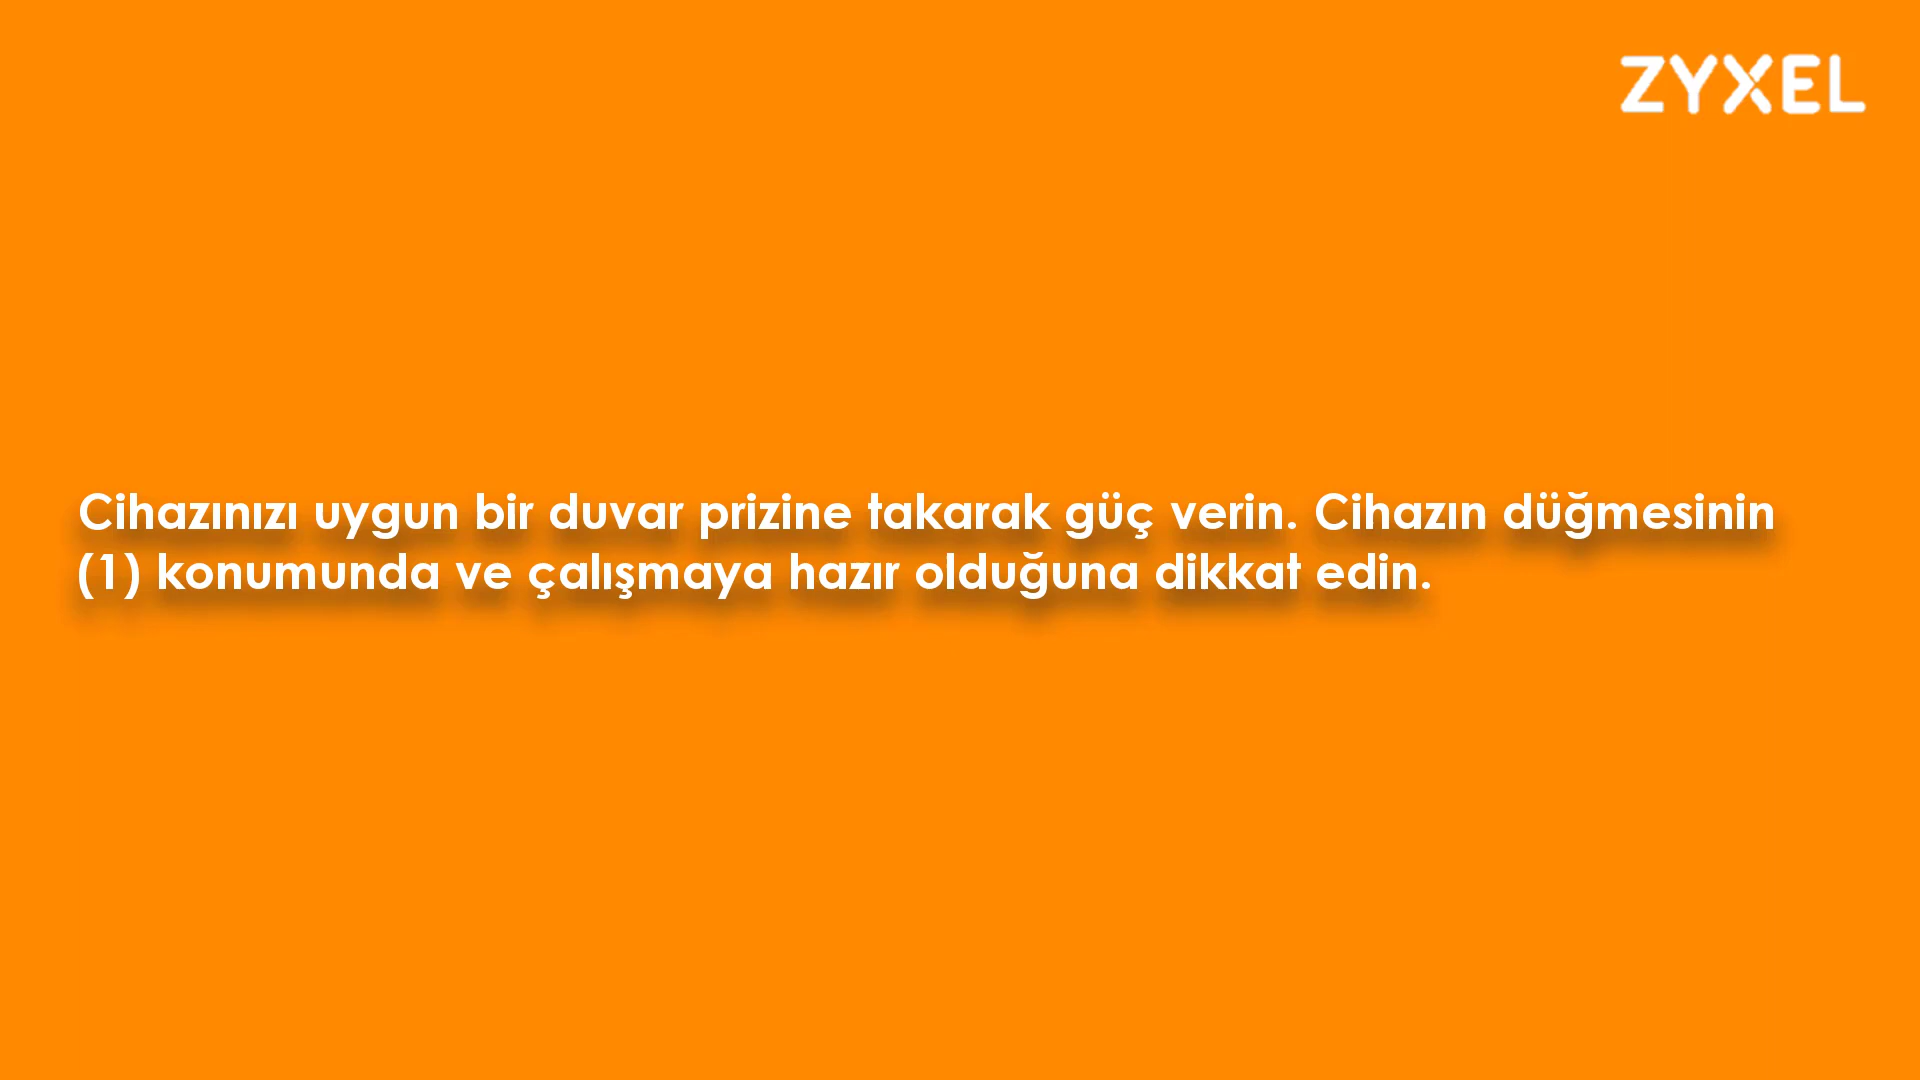 ZYXEL
Cihazınızı uygun bir duvar prizine takarak güç verin. Cihazın düğmesinin
(1) konumunda ve çalışmaya hazır olduğuna dikkat edin.